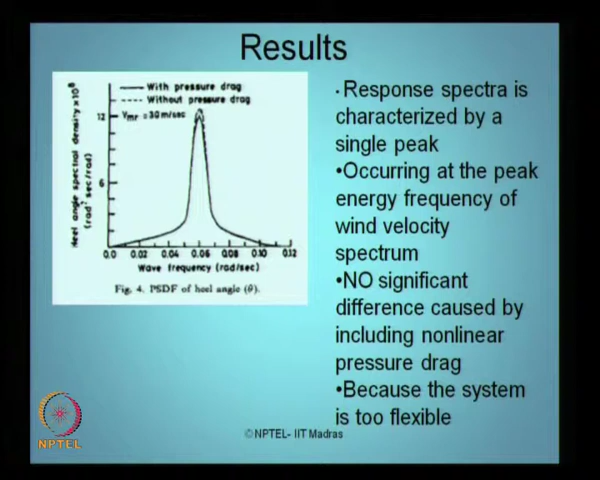 Results
With pressure drag
Without pressure drag
Vmr = 30 m/sec
Heel angle spectral density x 10⁸
(rad² sec/rad)
12
6
0.0 0.02 0.04 0.06 0.08 0.10 0.12
Wave frequency (rad/sec)
Fig. 4. PSDF of heel angle (θ).
• Response spectra is
characterized by a
single peak
•Occurring at the peak
energy frequency of
wind velocity
spectrum
•NO significant
difference caused by
including nonlinear
pressure drag
•Because the system
is too flexible
NPTEL
©NPTEL- IIT Madras